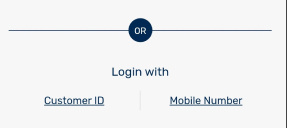 OR
Login with
Customer ID
Mobile Number